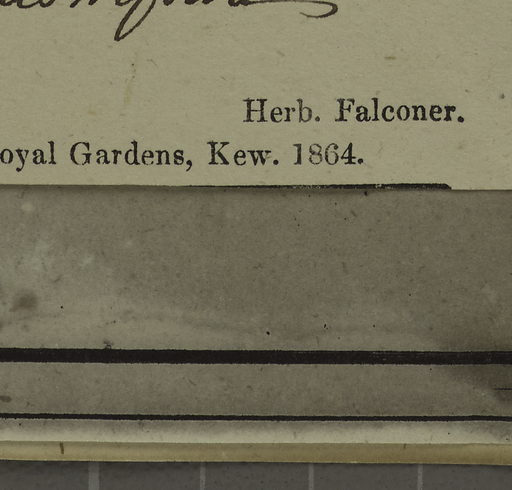 Herb. Falconer.
oyal Gardens, Kew. 1864.